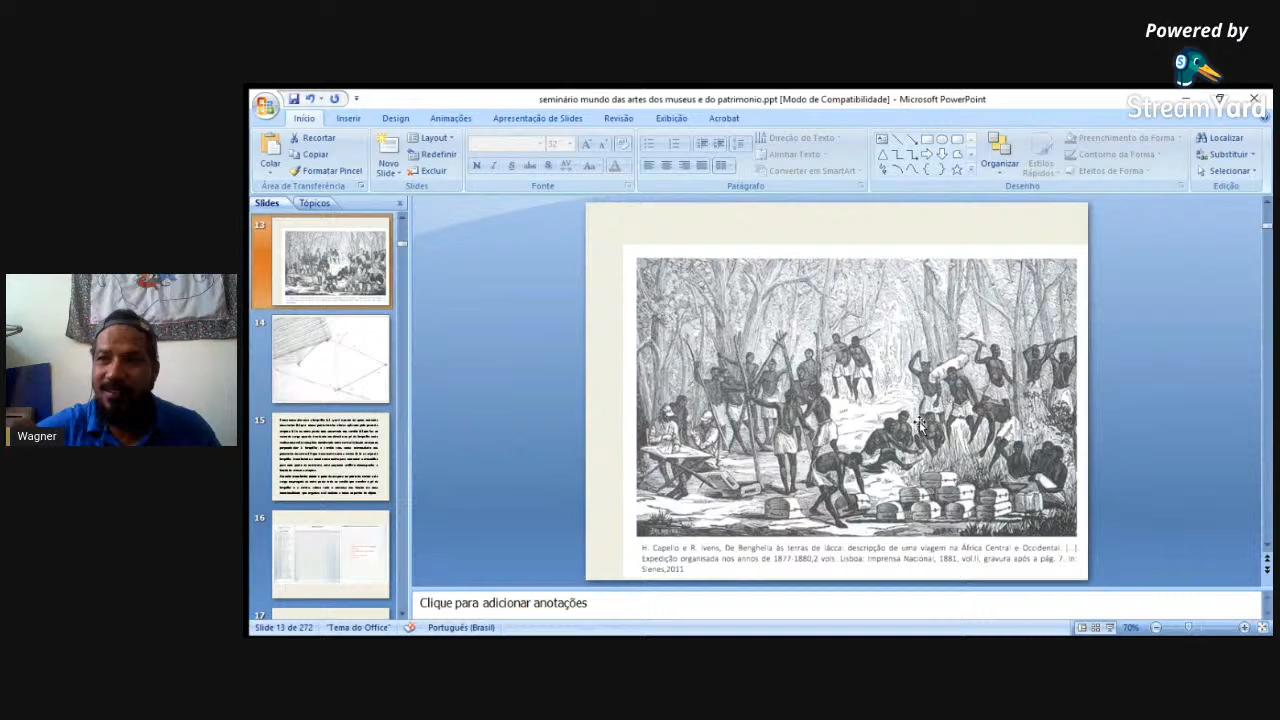 Powered by
StreamYard
seminário mundo das artes dos museus e do patrimonio.ppt [Modo de Compatibilidade] - Microsoft PowerPoint
Início Inserir Design Animações Apresentação de Slides Revisão Exibição Acrobat
Colar
Recortar
Copiar
Formatar Pincel
Área de Transferência
Novo
Slide
Layout
Redefinir
Excluir
Slides
32
N I S abe S AV Aa A
Fonte
Direção do Texto
Alinhar Texto
Converter em SmartArt
Parágrafo
Organizar
Estilos
Rápidos
Preenchimento da Forma
Contorno da Forma
Efeitos de Forma
Desenho
Localizar
Substituir
Selecionar
Edição
Slides Tópicos
13
14
15
16
17
H. Capello e R. Ivens, De Benghella às terras de Iácca: descripção de uma viagem na África Central e Occidental. [...]
Expedição organisada nos annos de 1877-1880,2 vols. Lisboa: Imprensa Nacional, 1881, vol.II, gravura após a pág. 7. In:
Slenes,2011
Wagner
Clique para adicionar anotações
Slide 13 de 272 "Tema do Office" Português (Brasil) 70%